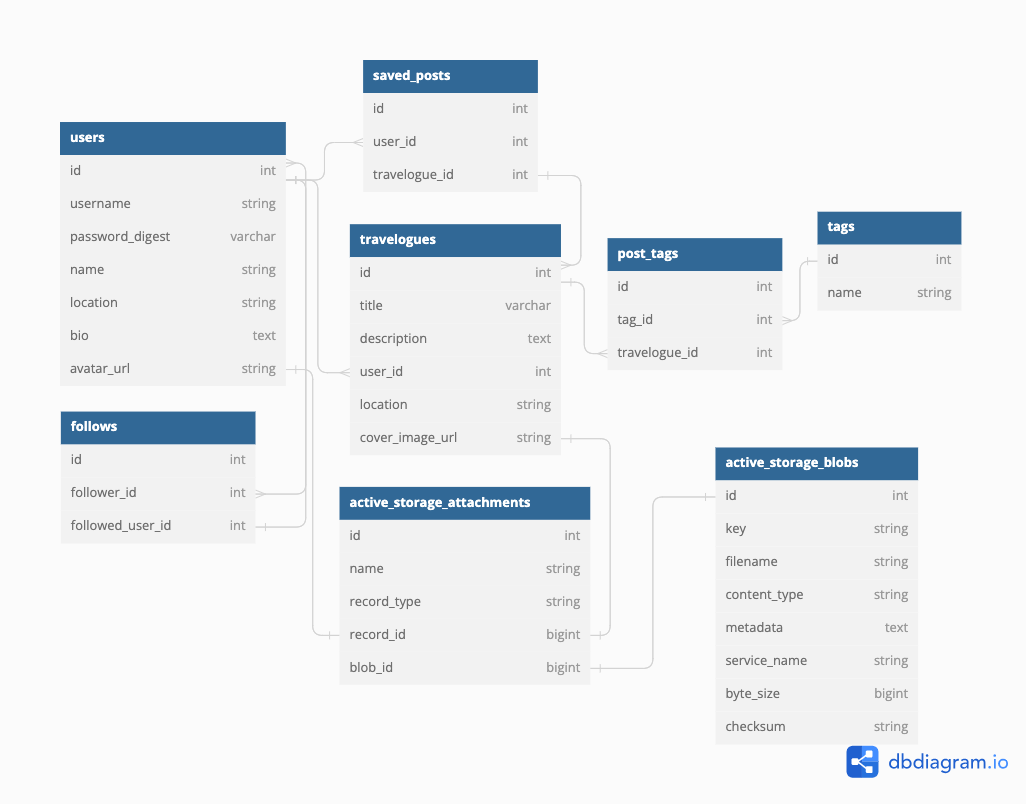 saved_posts
id int
user_id int
travelogue_id int
users
id int
username string
password_digest varchar
name string
location string
bio text
avatar_url string
travelogues
id int
title varchar
description text
user_id int
location string
cover_image_url string
post_tags
id int
tag_id int
travelogue_id int
tags
id int
name string
follows
id int
follower_id int
followed_user_id int
active_storage_attachments
id int
name string
record_type string
record_id bigint
blob_id bigint
active_storage_blobs
id int
key string
filename string
content_type string
metadata text
service_name string
byte_size bigint
checksum string
dbdiagram.io